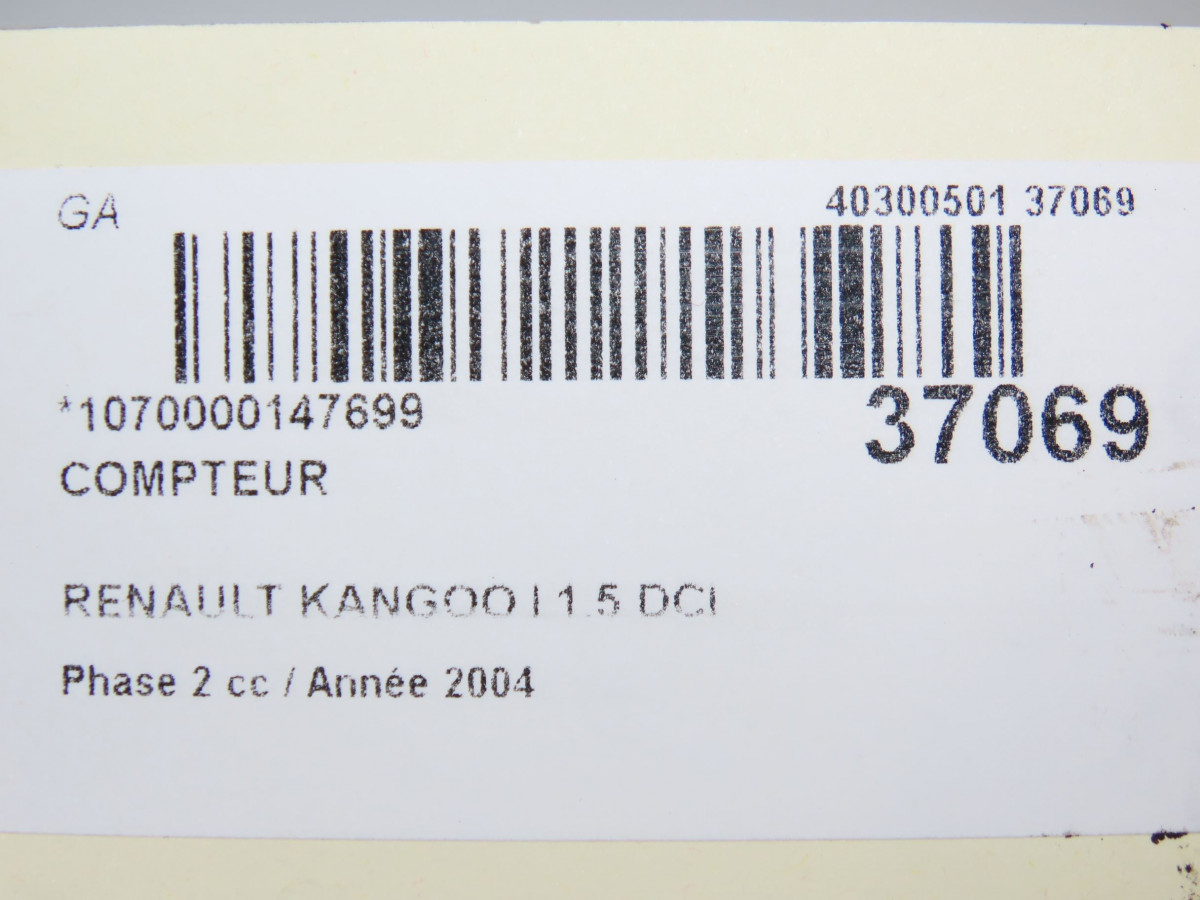 GA
40300501 37069
*1070000147699
37069
COMPTEUR
RENAULT KANGOO I 1.5 DCI
Phase 2 cc / Année 2004